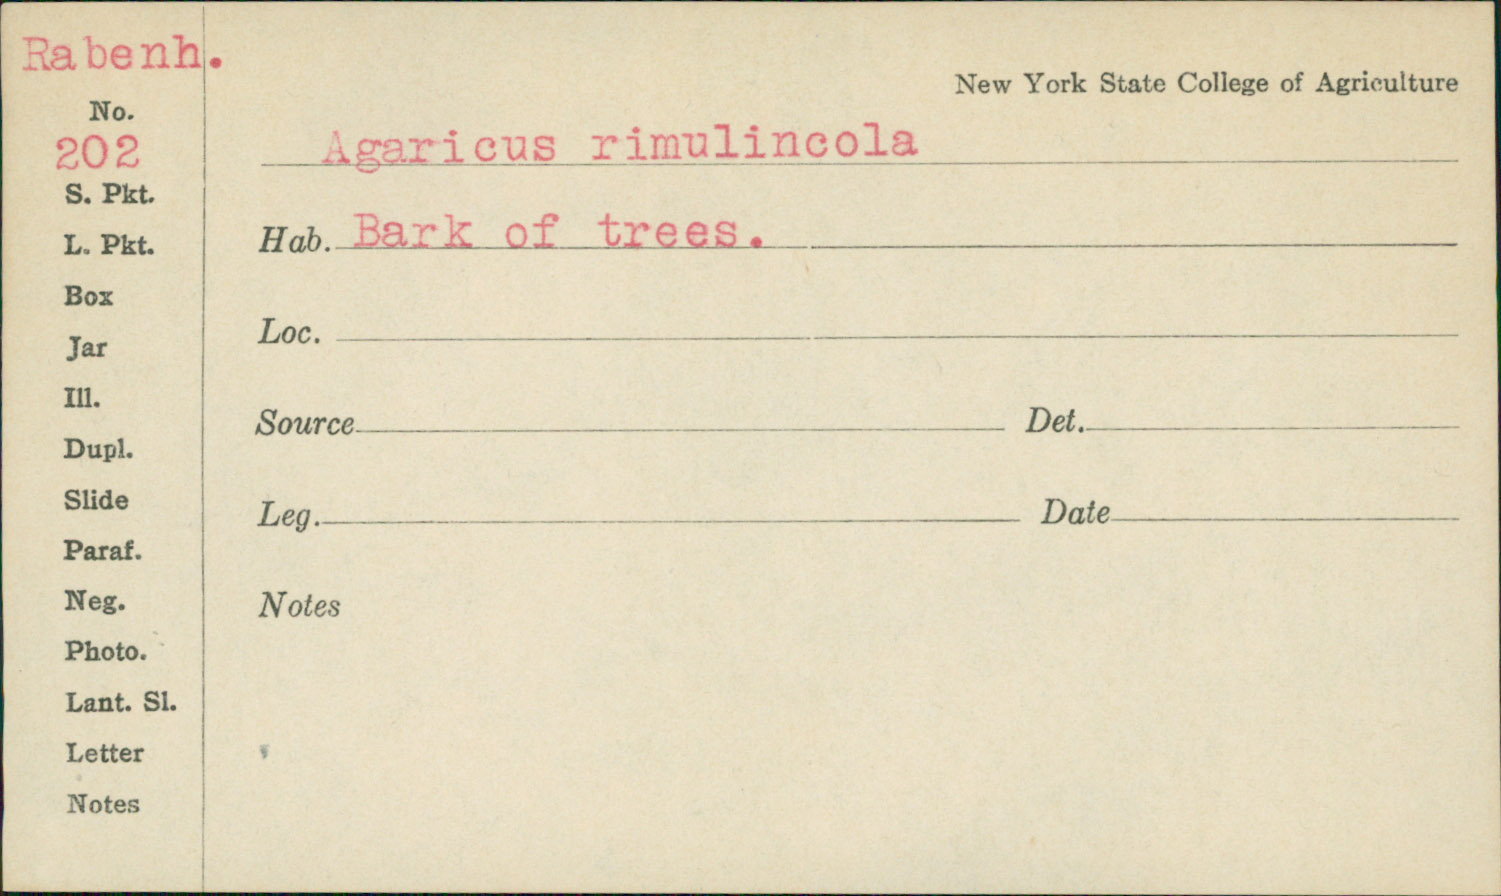 Rabenh.
New York State College of Agriculture
No.
202
Agaricus rimulincola
S. Pkt.
Hab. Bark of trees.
L. Pkt.
Box
Loc.
Jar
Ill.
Source Det.
Dupl.
Slide
Leg. Date
Paraf.
Neg.
Notes
Photo.
Lant. Sl.
Letter
Notes